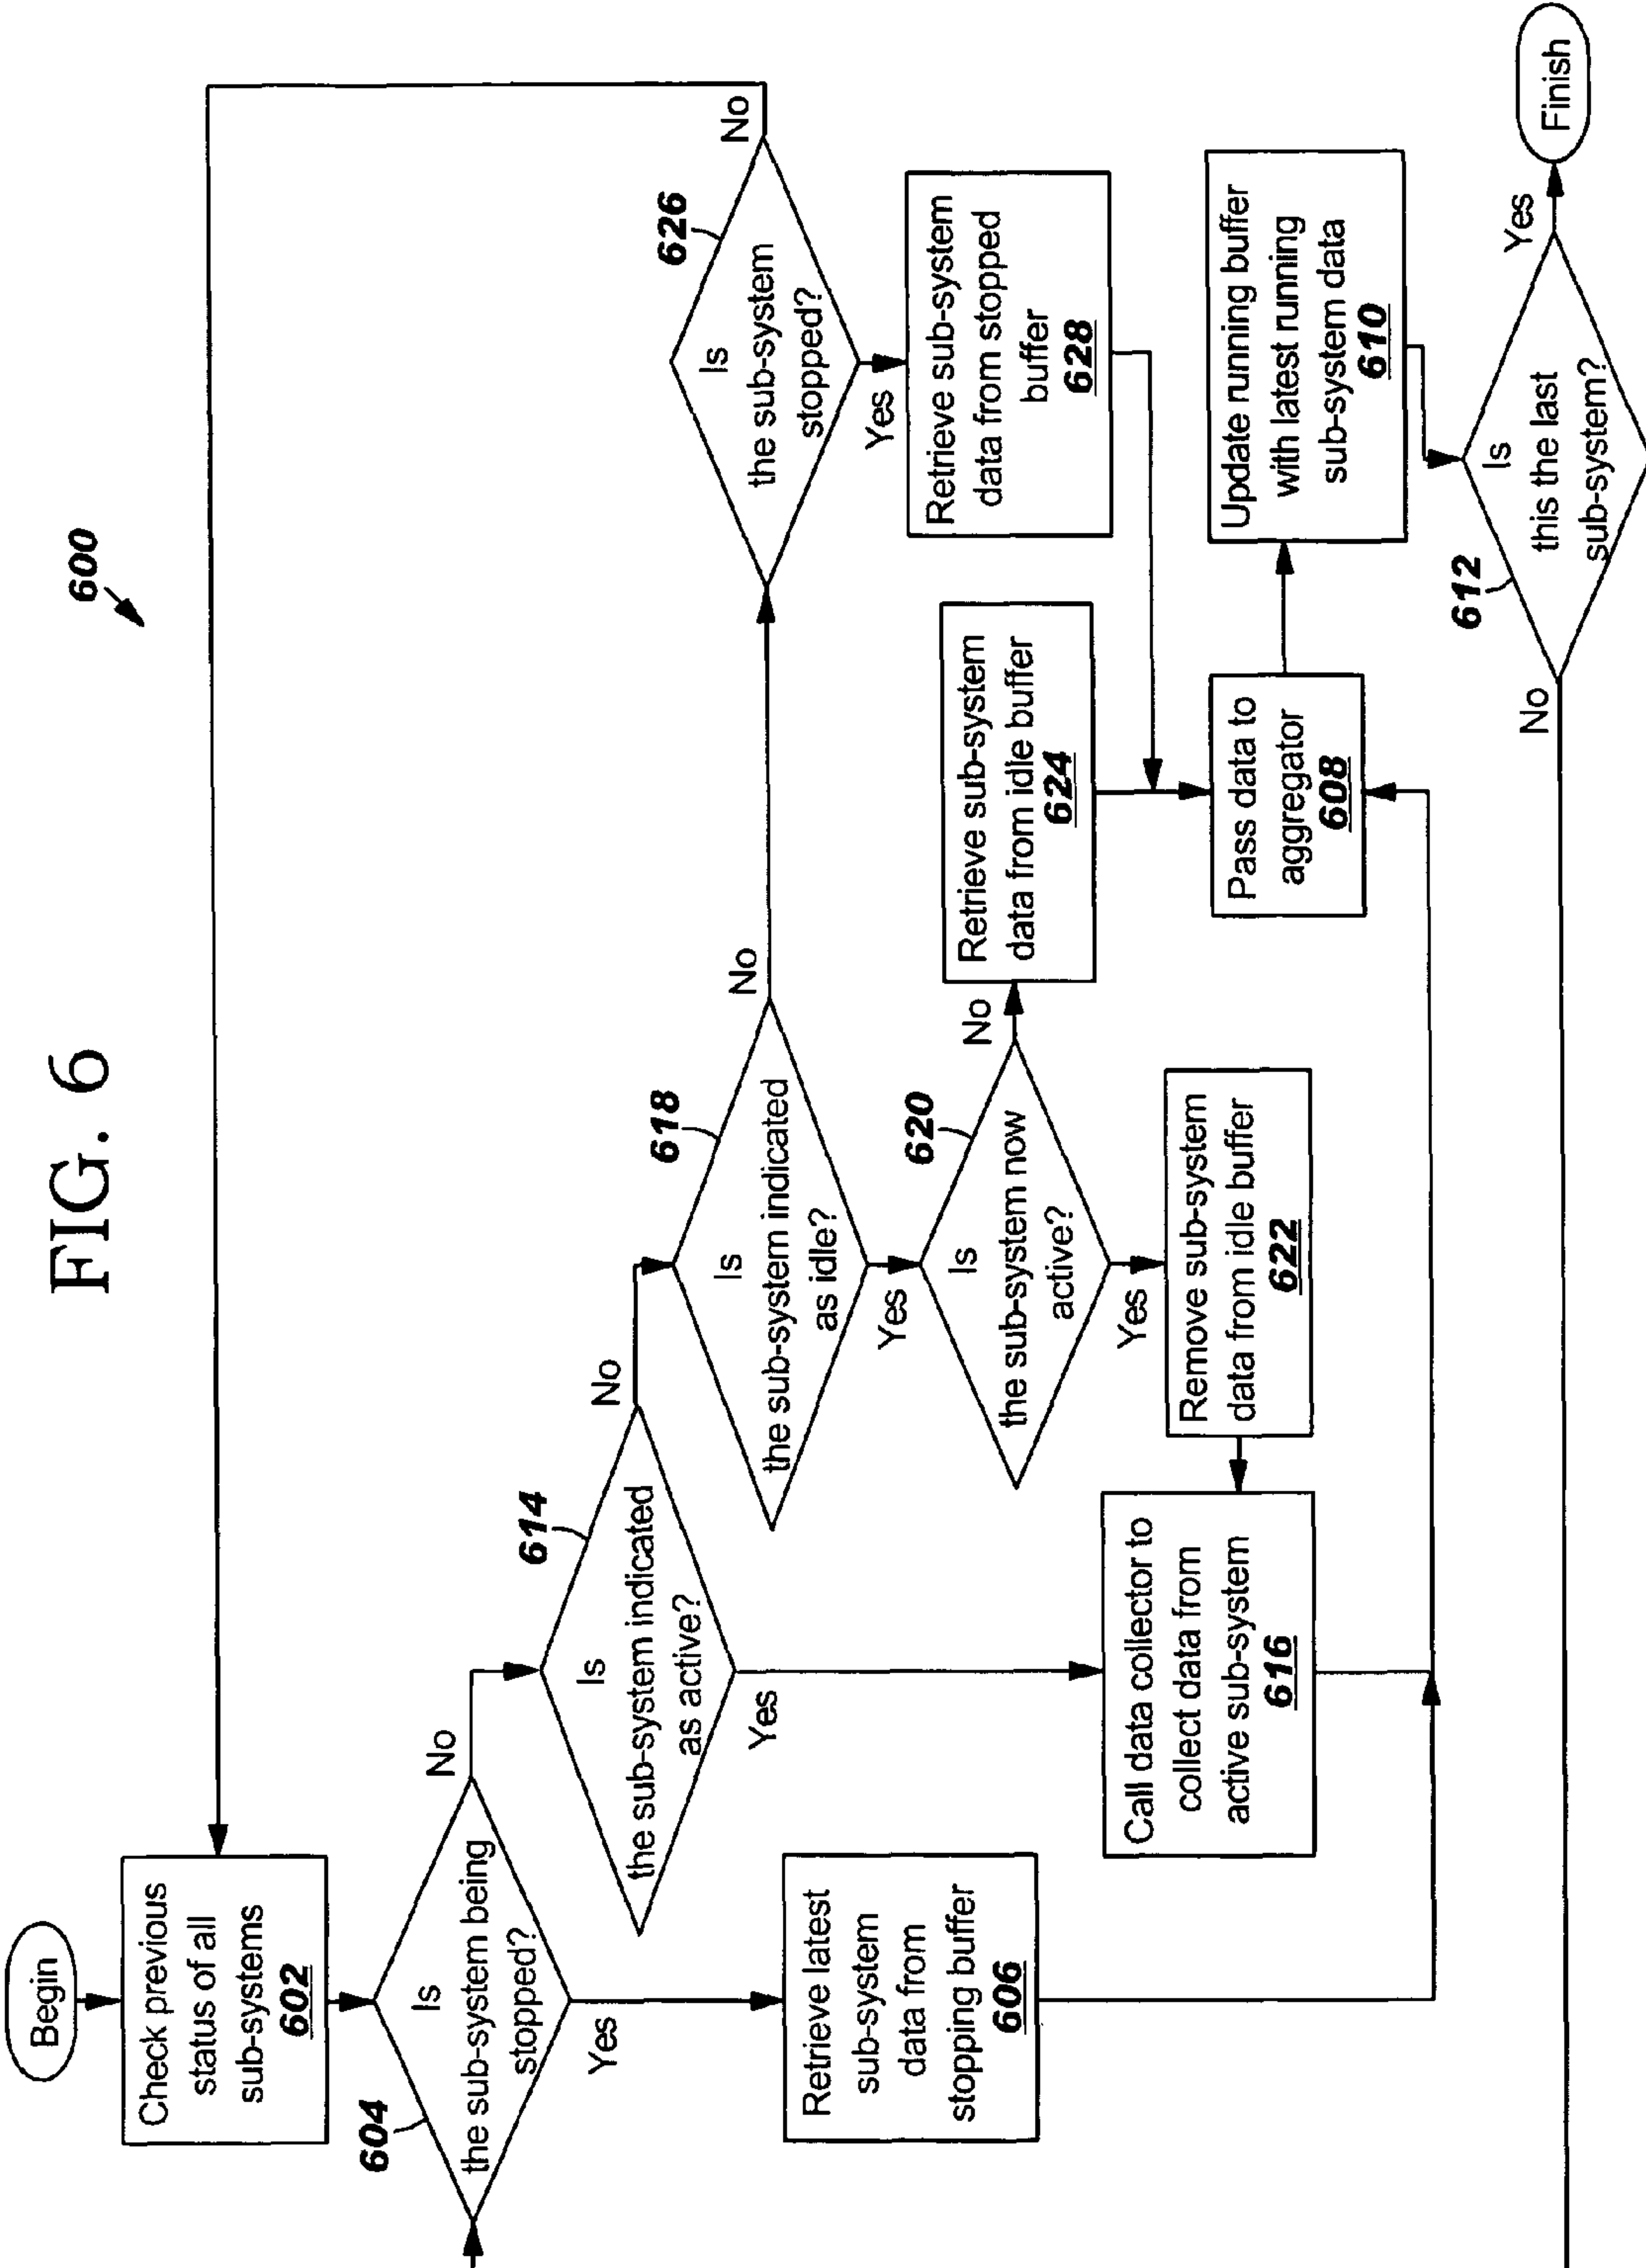 FIG. 6
600
Begin
Check previous
status of all
sub-systems
602
604
Is
the sub-system being
stopped?
Yes
No
Retrieve latest
sub-system
data from
stopping buffer
606
614
Is
the sub-system indicated
as active?
Yes
No
Call data collector to
collect data from
active sub-system
616
618
Is
the sub-system indicated
as idle?
Yes
No
620
Is
the sub-system now
active?
Yes
No
Remove sub-system
data from idle buffer
622
Retrieve sub-system
data from idle buffer
624
626
Is
the sub-system
stopped?
Yes
No
Retrieve sub-system
data from stopped
buffer
628
Pass data to
aggregator
608
Update running buffer
with latest running
sub-system data
610
612
Is
this the last
sub-system?
No
Yes
Finish